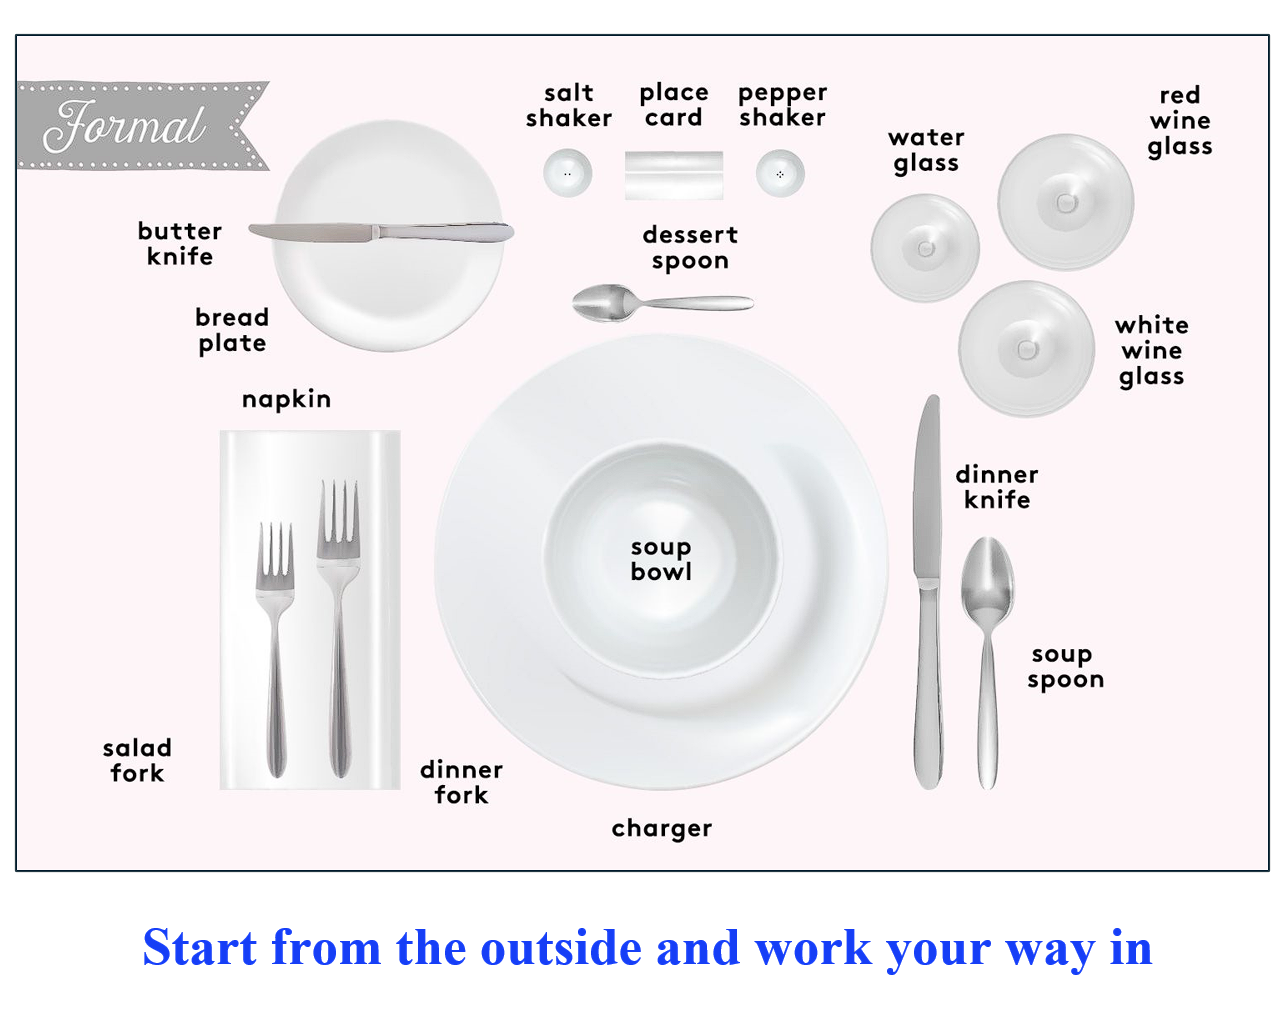 Formal
salt
shaker
place
card
pepper
shaker
red
wine
glass
water
glass
butter
knife
dessert
spoon
bread
plate
white
wine
glass
napkin
dinner
knife
soup
bowl
soup
spoon
salad
fork
dinner
fork
charger
Start from the outside and work your way in